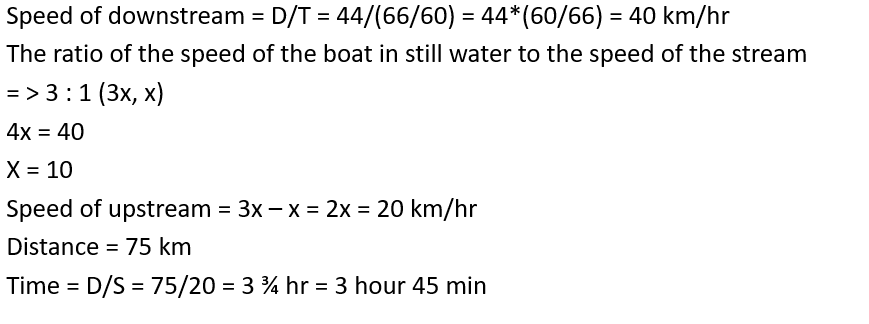 Speed of downstream = D/T = 44/(66/60) = 44*(60/66) = 40 km/hr
The ratio of the speed of the boat in still water to the speed of the stream
= > 3 : 1 (3x, x)
4x = 40
X = 10
Speed of upstream = 3x – x = 2x = 20 km/hr
Distance = 75 km
Time = D/S = 75/20 = 3 ¾ hr = 3 hour 45 min